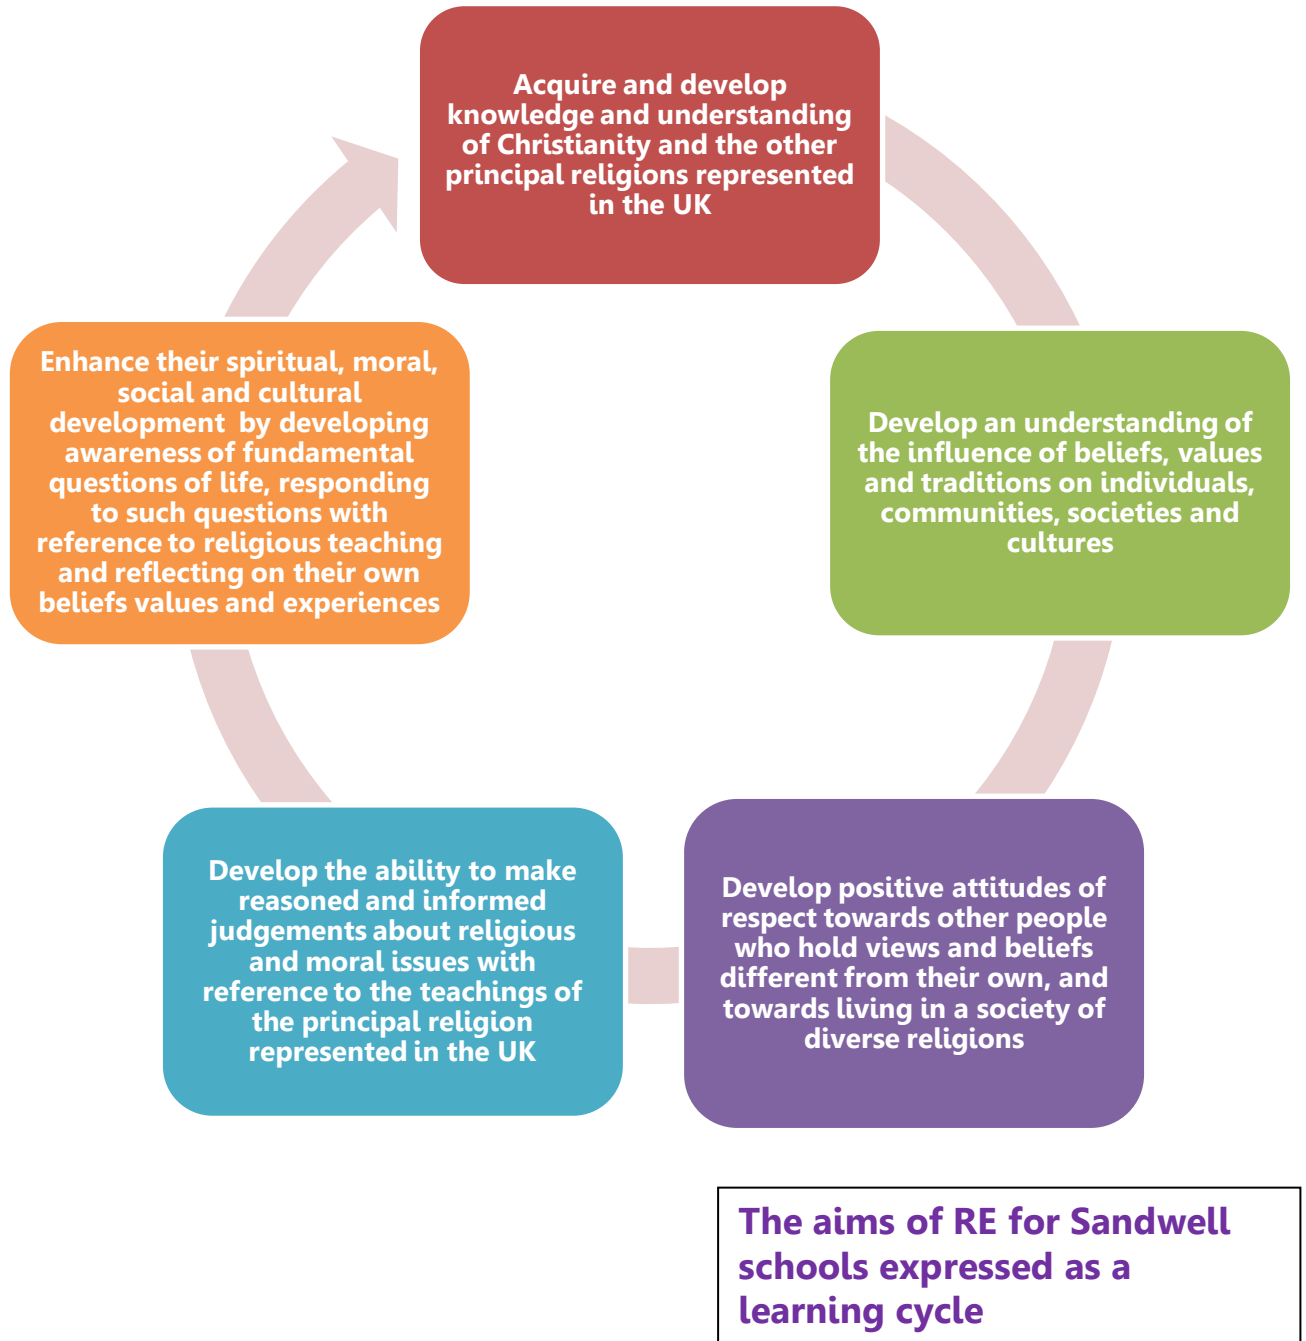 Acquire and develop
knowledge and understanding
of Christianity and the other
principal religions represented
in the UK
Develop an understanding of
the influence of beliefs, values
and traditions on individuals,
communities, societies and
cultures
Develop positive attitudes of
respect towards other people
who hold views and beliefs
different from their own, and
towards living in a society of
diverse religions
Develop the ability to make
reasoned and informed
judgements about religious
and moral issues with
reference to the teachings of
the principal religion
represented in the UK
Enhance their spiritual, moral,
social and cultural
development by developing
awareness of fundamental
questions of life, responding
to such questions with
reference to religious teaching
and reflecting on their own
beliefs values and experiences
The aims of RE for Sandwell
schools expressed as a
learning cycle